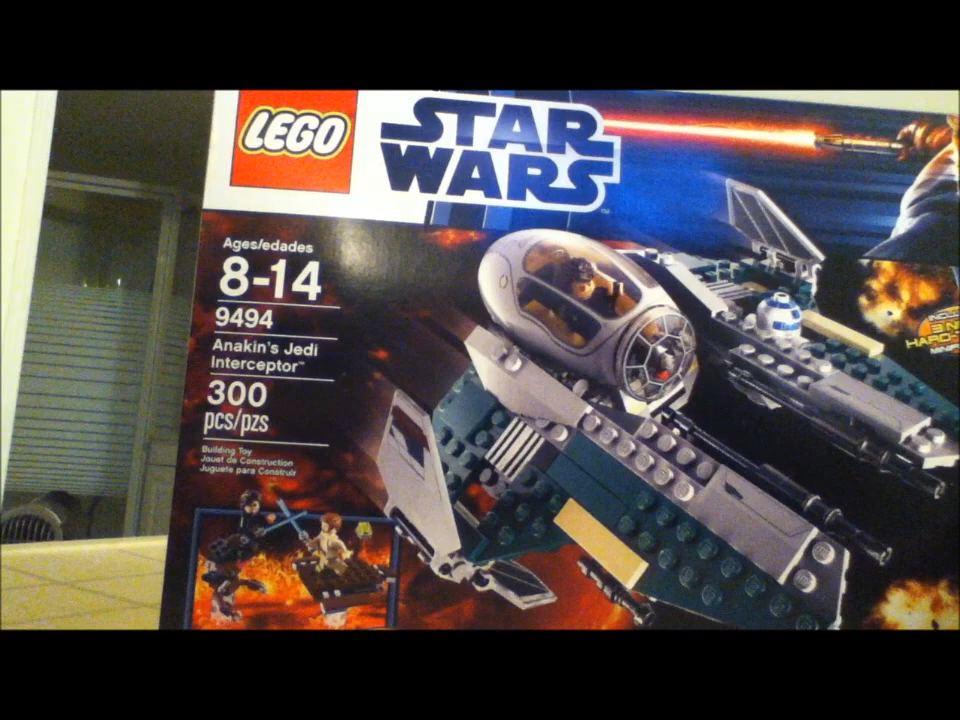 LEGO
STAR
WARS
™
Ages/edades
8-14
9494
Anakin's Jedi
Interceptor™
300
pcs/pzs
Building Toy
Jouet de Construction
Juguete para Construir